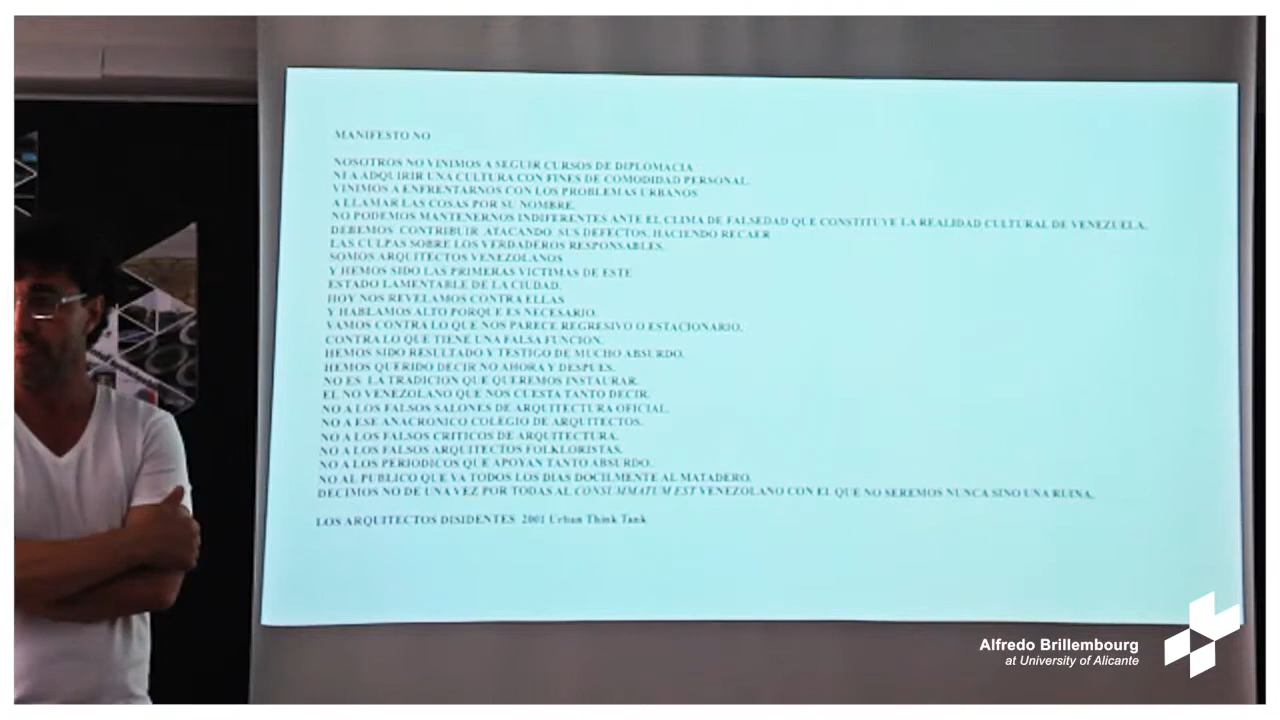 MANIFESTO NO
NOSOTROS NO VINIMOS A SEGUIR CURSOS DE DIPLOMACIA
NI A ADQUIRIR UNA CULTURA CON FINES DE COMODIDAD PERSONAL.
VINIMOS A ENFRENTARNOS CON LOS PROBLEMAS URBANOS
A LLAMAR LAS COSAS POR SU NOMBRE.
NO PODEMOS MANTENERNOS INDIFERENTES ANTE EL CLIMA DE FALSEDAD QUE CONSTITUYE LA REALIDAD CULTURAL DE VENEZUELA.
DEBEMOS CONTRIBUIR ATACANDO SUS DEFECTOS, HACIENDO RECAER
LAS CULPAS SOBRE LOS VERDADEROS RESPONSABLES.
SOMOS ARQUITECTOS VENEZOLANOS
Y HEMOS SIDO LAS PRIMERAS VICTIMAS DE ESTE
ESTADO LAMENTABLE DE LA CIUDAD.
HOY NOS REVELAMOS CONTRA ELLAS
Y HABLAMOS ALTO PORQUE ES NECESARIO.
VAMOS CONTRA LO QUE NOS PARECE REGRESIVO O ESTACIONARIO,
CONTRA LO QUE TIENE UNA FALSA FUNCION.
HEMOS SIDO RESULTADO Y TESTIGO DE MUCHO ABSURDO.
HEMOS QUERIDO DECIR NO AHORA Y DESPUES.
NO ES LA TRADICION QUE QUEREMOS INSTAURAR.
EL NO VENEZOLANO QUE NOS CUESTA TANTO DECIR.
NO A LOS FALSOS SALONES DE ARQUITECTURA OFICIAL.
NO A ESE ANACRONICO COLEGIO DE ARQUITECTOS.
NO A LOS FALSOS CRITICOS DE ARQUITECTURA.
NO A LOS FALSOS ARQUITECTOS FOLKLORISTAS.
NO A LOS PERIODICOS QUE APOYAN TANTO ABSURDO.
NO AL PUBLICO QUE VA TODOS LOS DIAS DOCILMENTE AL MATADERO.
DECIMOS NO DE UNA VEZ POR TODAS AL CONSUMMATUM EST VENEZOLANO CON EL QUE NO SEREMOS NUNCA SINO UNA RUINA.
LOS ARQUITECTOS DISIDENTES 2001 Urban Think Tank
Alfredo Brillembourg
at University of Alicante